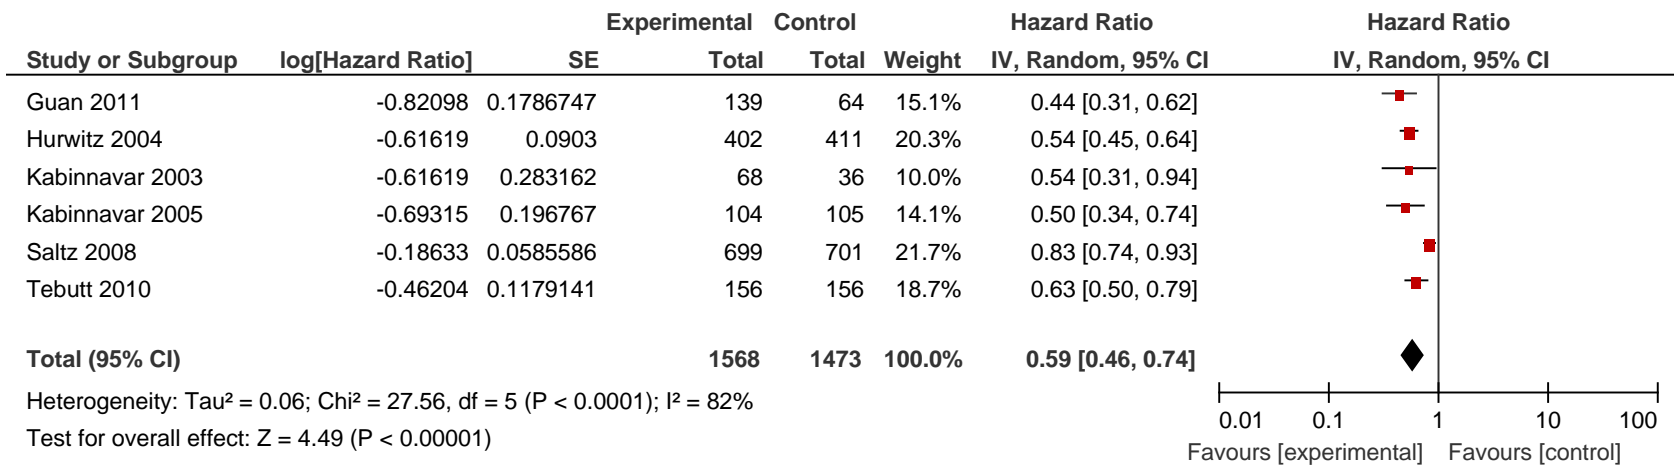 Experimental Control Hazard Ratio Hazard Ratio
Study or Subgroup log[Hazard Ratio] SE Total Total Weight IV, Random, 95% CI IV, Random, 95% CI
Guan 2011 -0.82098 0.1786747 139 64 15.1% 0.44 [0.31, 0.62]
Hurwitz 2004 -0.61619 0.0903 402 411 20.3% 0.54 [0.45, 0.64]
Kabinnavar 2003 -0.61619 0.283162 68 36 10.0% 0.54 [0.31, 0.94]
Kabinnavar 2005 -0.69315 0.196767 104 105 14.1% 0.50 [0.34, 0.74]
Saltz 2008 -0.18633 0.0585586 699 701 21.7% 0.83 [0.74, 0.93]
Tebutt 2010 -0.46204 0.1179141 156 156 18.7% 0.63 [0.50, 0.79]
Total (95% CI) 1568 1473 100.0% 0.59 [0.46, 0.74]
Heterogeneity: Tau² = 0.06; Chi² = 27.56, df = 5 (P < 0.0001); I² = 82%
Test for overall effect: Z = 4.49 (P < 0.00001)
0.01 0.1 1 10 100
Favours [experimental] Favours [control]